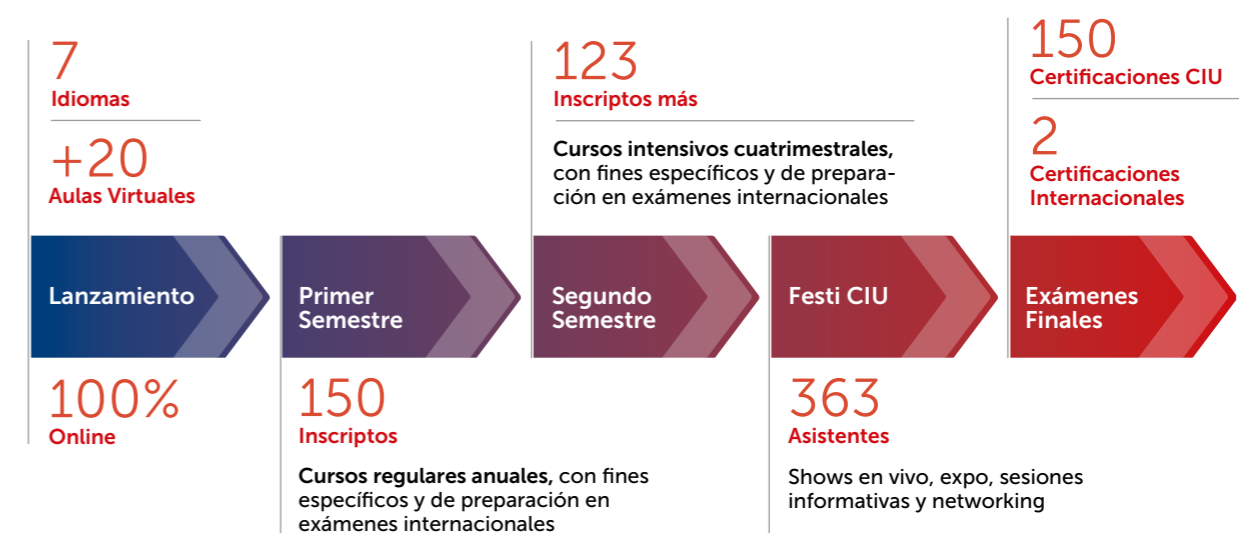 7
Idiomas
+20
Aulas Virtuales
Lanzamiento
100%
Online
Primer
Semestre
150
Inscriptos
Cursos regulares anuales, con fines
específicos y de preparación en
exámenes internacionales
123
Inscriptos más
Cursos intensivos cuatrimestrales,
con fines específicos y de prepara-
ción en exámenes internacionales
Segundo
Semestre
Festi CIU
363
Asistentes
Shows en vivo, expo, sesiones
informativas y networking
150
Certificaciones CIU
2
Certificaciones
Internacionales
Exámenes
Finales